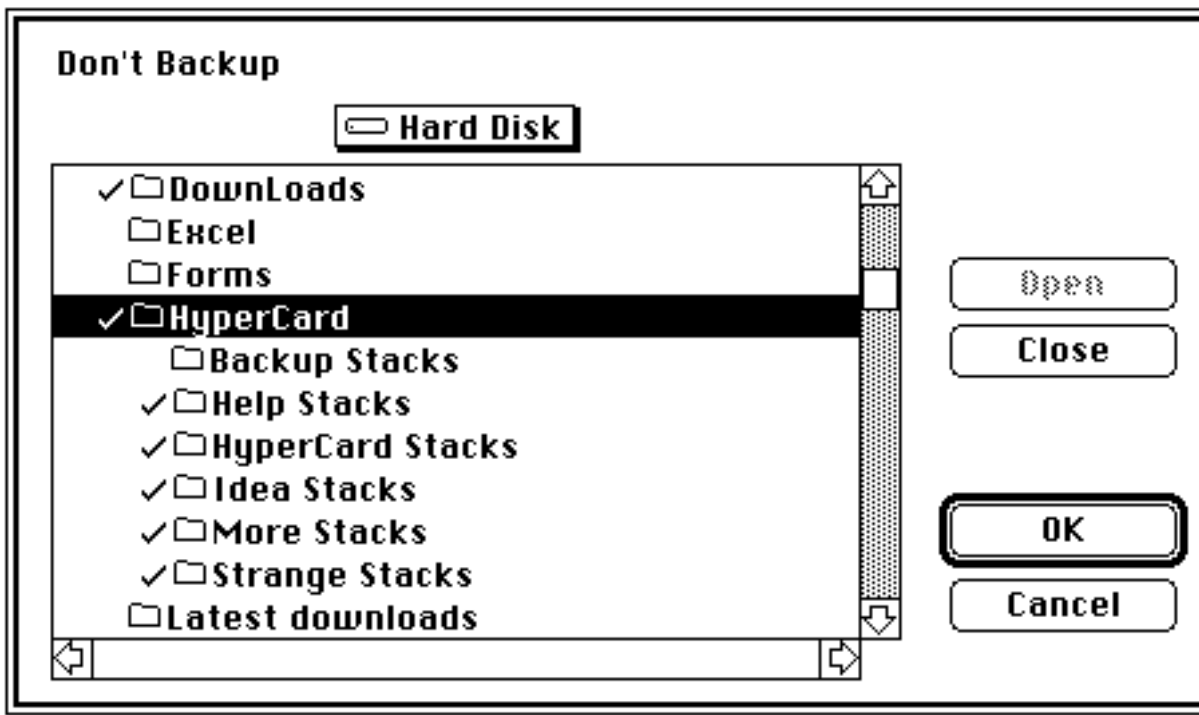 Don't Backup
Hard Disk
DownLoads
Excel
Forms
HyperCard
Backup Stacks
Help Stacks
HyperCard Stacks
Idea Stacks
More Stacks
Strange Stacks
Latest downloads
Open
Close
OK
Cancel